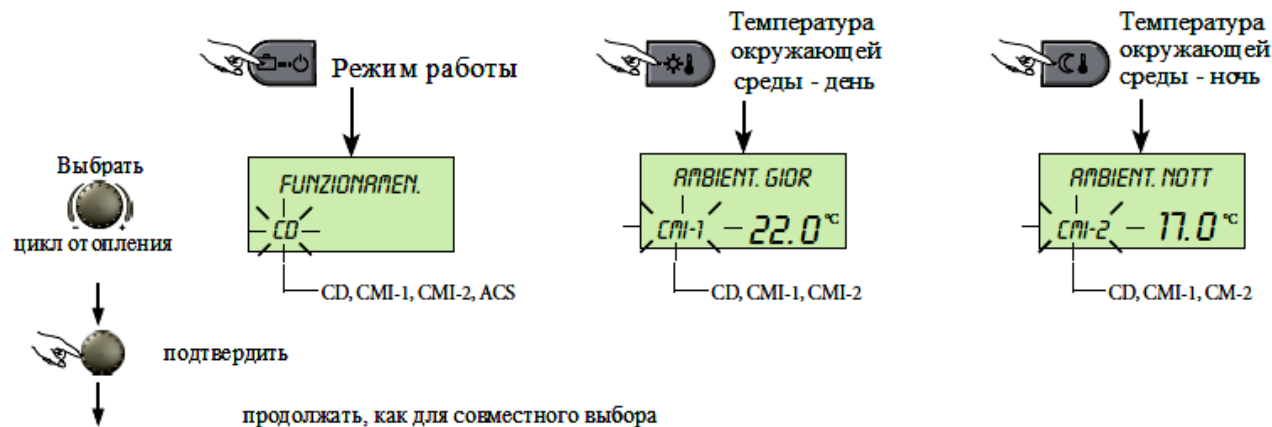 Режим работы
Температура
окружающей
среды - день
Температура
окружающей
среды - ночь
Выбрать
- +
цикл отопления
FUNZIONAMEN.
CD
CD, CMI-1, CMI-2, ACS
AMBIENT. GIOR
CMI-1 22.0 °C
CD, CMI-1, CMI-2
AMBIENT. NOTT
CMI-2 17.0 °C
CD, CMI-1, CM-2
подтвердить
продолжать, как для совместного выбора